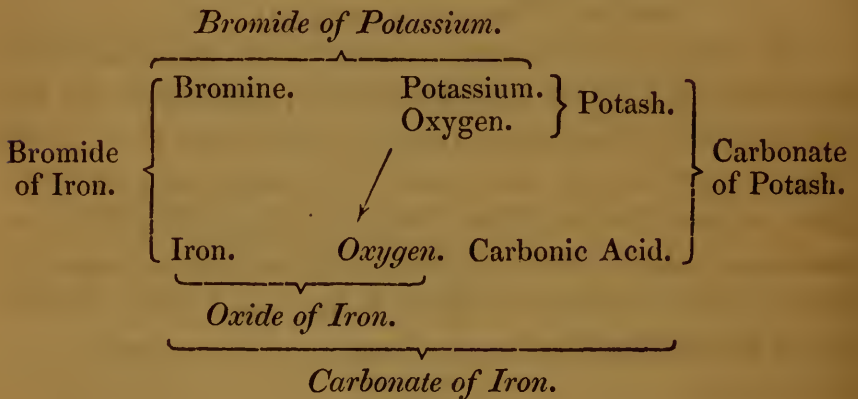 Bromide of Potassium.
Bromine. Potassium.
Oxygen. Potash.
Bromide
of Iron.
Carbonate
of Potash.
Iron. Oxygen. Carbonic Acid.
Oxide of Iron.
Carbonate of Iron.